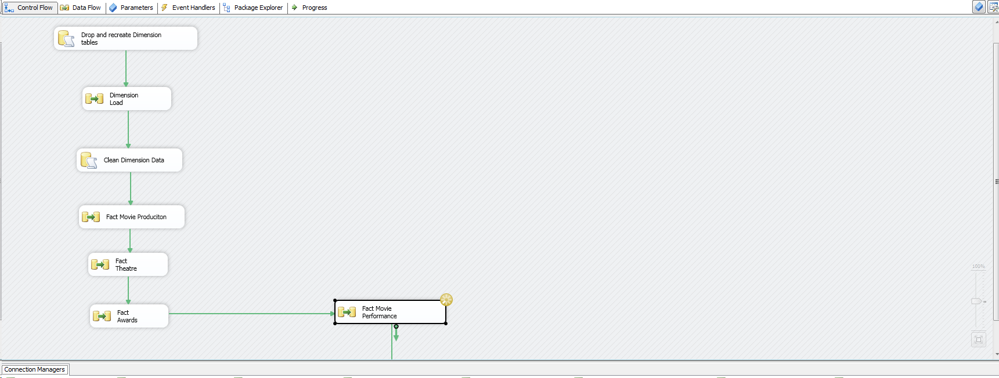 Control Flow
Data Flow
Parameters
Event Handlers
Package Explorer
Progress
Drop and recreate Dimension
tables
Dimension
Load
Clean Dimension Data
Fact Movie Produciton
Fact
Theatre
Fact
Awards
Fact Movie
Performance
100%
Connection Managers